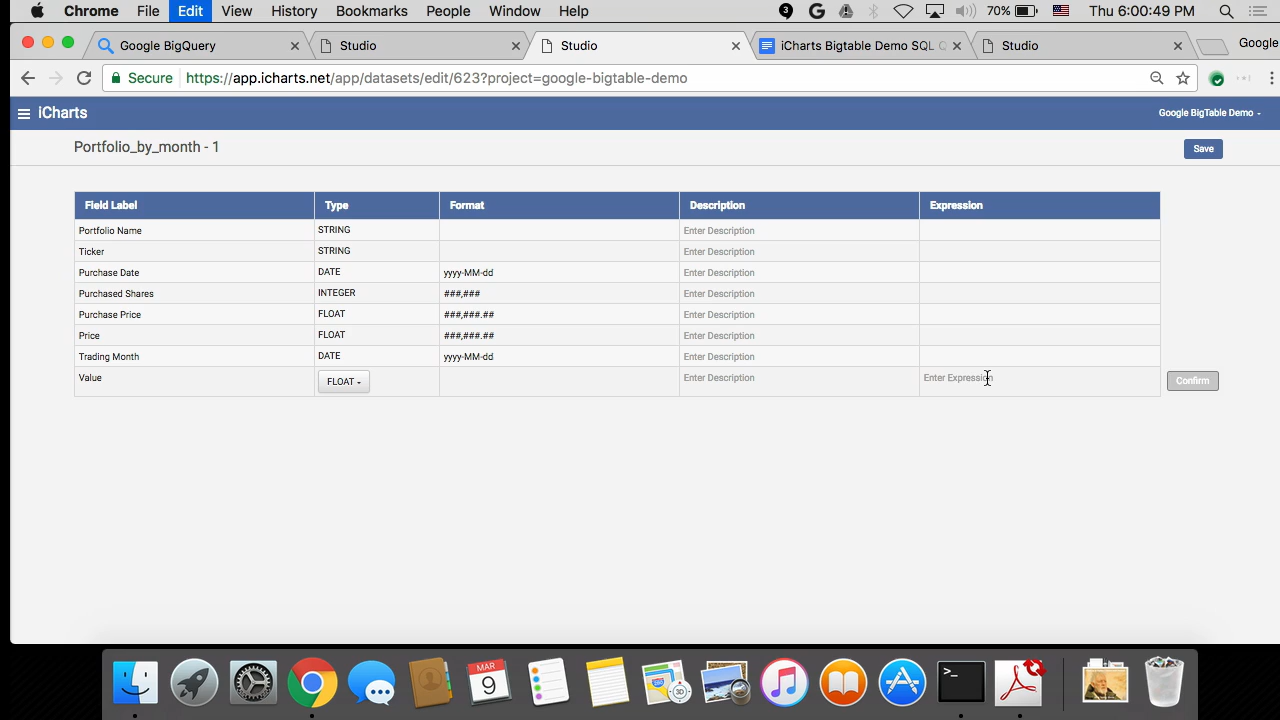 Chrome File Edit View History Bookmarks People Window Help 3 70% Thu 6:00:49 PM
Google BigQuery Studio Studio iCharts Bigtable Demo SQL Q Studio Google
Secure https://app.icharts.net/app/datasets/edit/623?project=google-bigtable-demo
iCharts Google BigTable Demo
Portfolio_by_month - 1 Save
Field Label Type Format Description Expression
Portfolio Name STRING Enter Description
Ticker STRING Enter Description
Purchase Date DATE yyyy-MM-dd Enter Description
Purchased Shares INTEGER ###,### Enter Description
Purchase Price FLOAT ###,###.## Enter Description
Price FLOAT ###,###.## Enter Description
Trading Month DATE yyyy-MM-dd Enter Description
Value FLOAT Enter Description Enter Expression Confirm
MAR
9
3D
>_